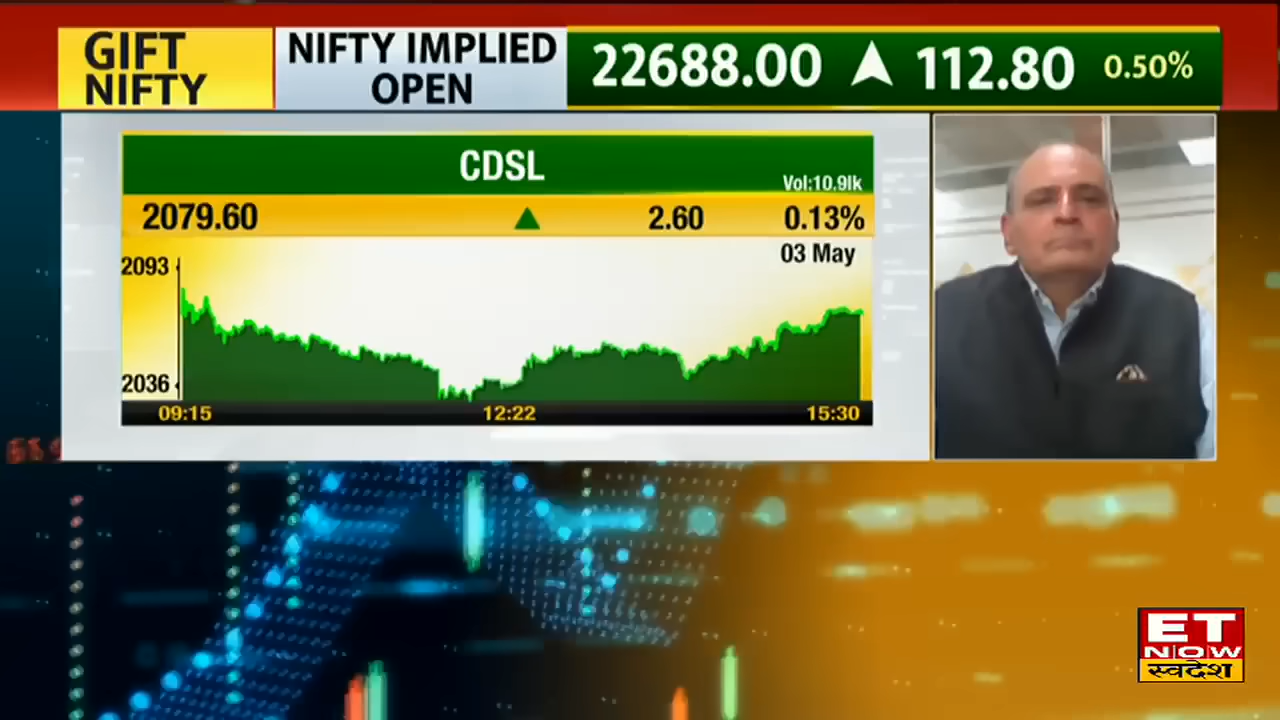 GIFT
NIFTY
NIFTY IMPLIED
OPEN
22688.00 ▲ 112.80 0.50%
CDSL
Vol:10.9lk
2079.60 ▲ 2.60 0.13%
03 May
2093
2036
09:15 12:22 15:30
ET
NOW
स्वदेश